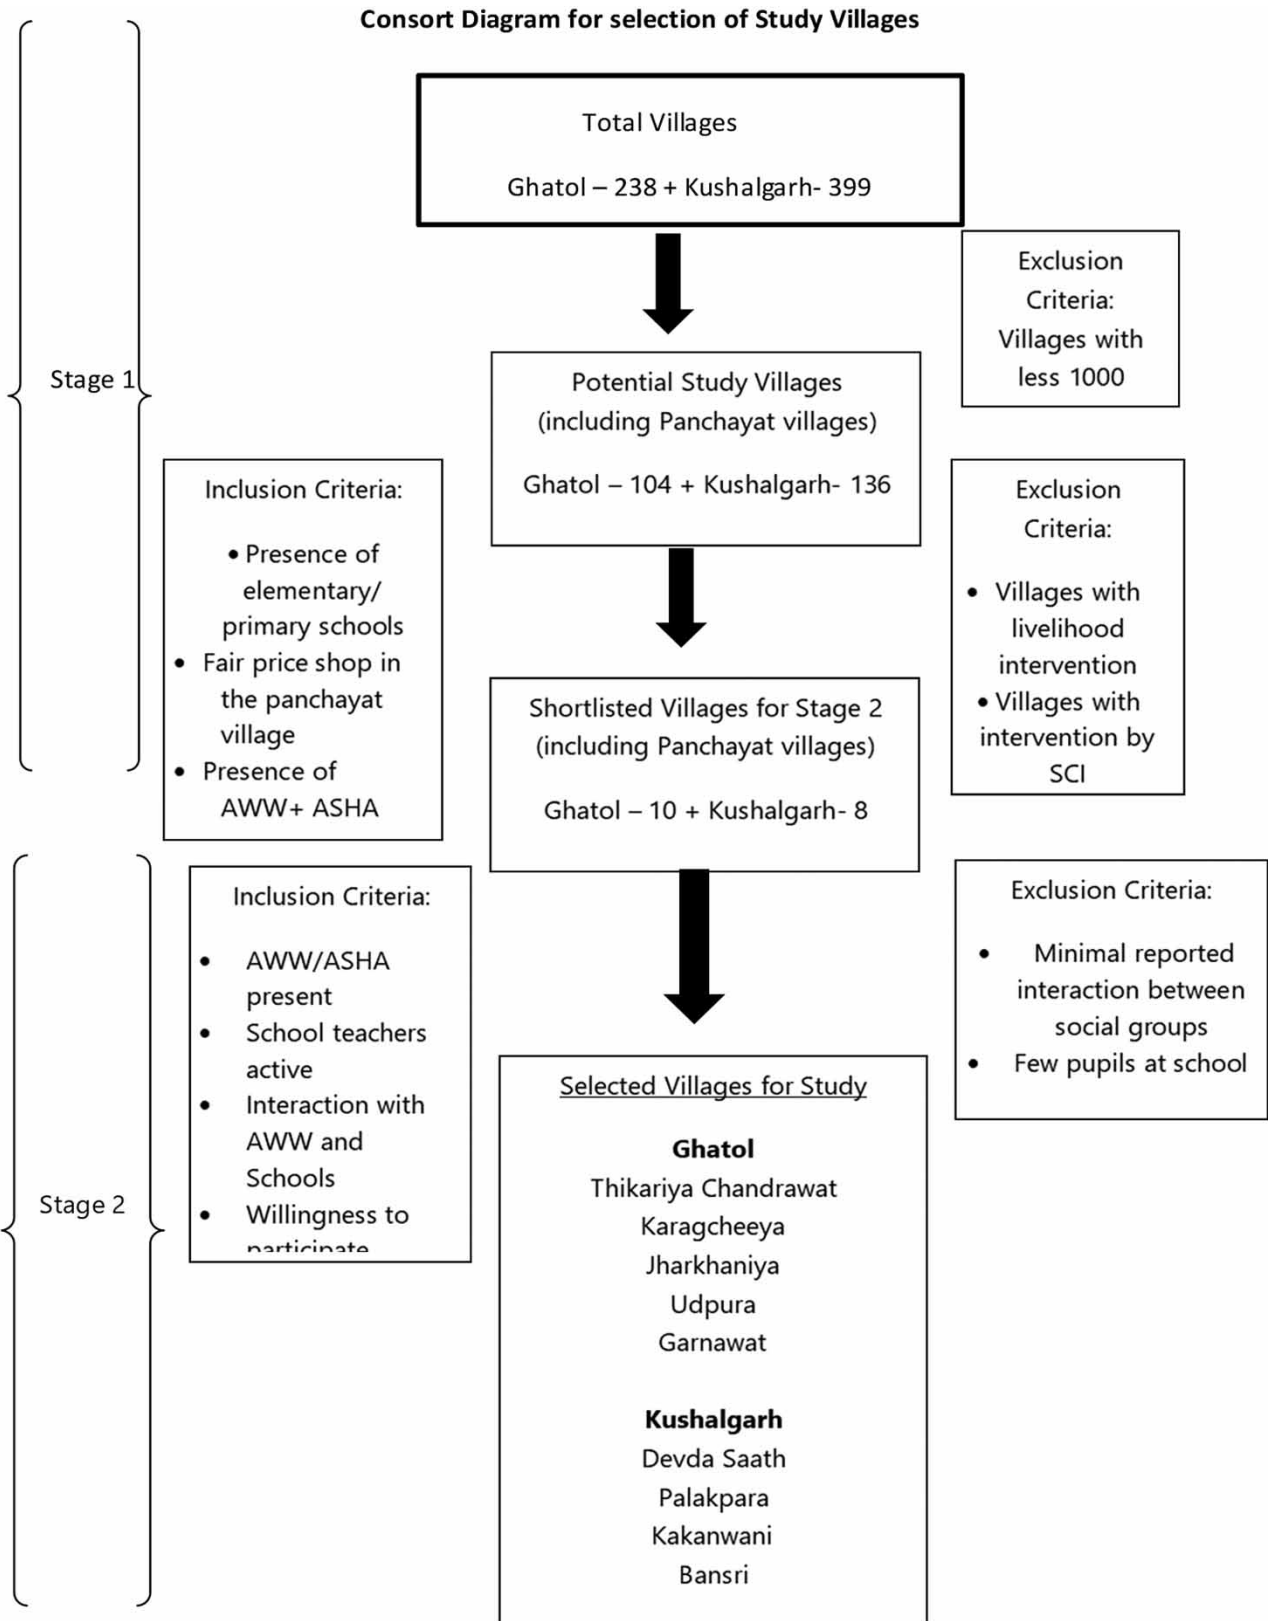 Consort Diagram for selection of Study Villages
Total Villages
Ghatol – 238 + Kushalgarh- 399
Exclusion
Criteria:
Villages with
less 1000
Stage 1
Potential Study Villages
(including Panchayat villages)
Ghatol – 104 + Kushalgarh- 136
Inclusion Criteria:
• Presence of
elementary/
primary schools
• Fair price shop in
the panchayat
village
• Presence of
AWW+ ASHA
Exclusion
Criteria:
• Villages with
livelihood
intervention
• Villages with
intervention by
SCI
Shortlisted Villages for Stage 2
(including Panchayat villages)
Ghatol – 10 + Kushalgarh- 8
Stage 2
Inclusion Criteria:
• AWW/ASHA
present
• School teachers
active
• Interaction with
AWW and
Schools
• Willingness to
participate
Exclusion Criteria:
• Minimal reported
interaction between
social groups
• Few pupils at school
Selected Villages for Study
Ghatol
Thikariya Chandrawat
Karagcheeya
Jharkhaniya
Udpura
Garnawat
Kushalgarh
Devda Saath
Palakpara
Kakanwani
Bansri